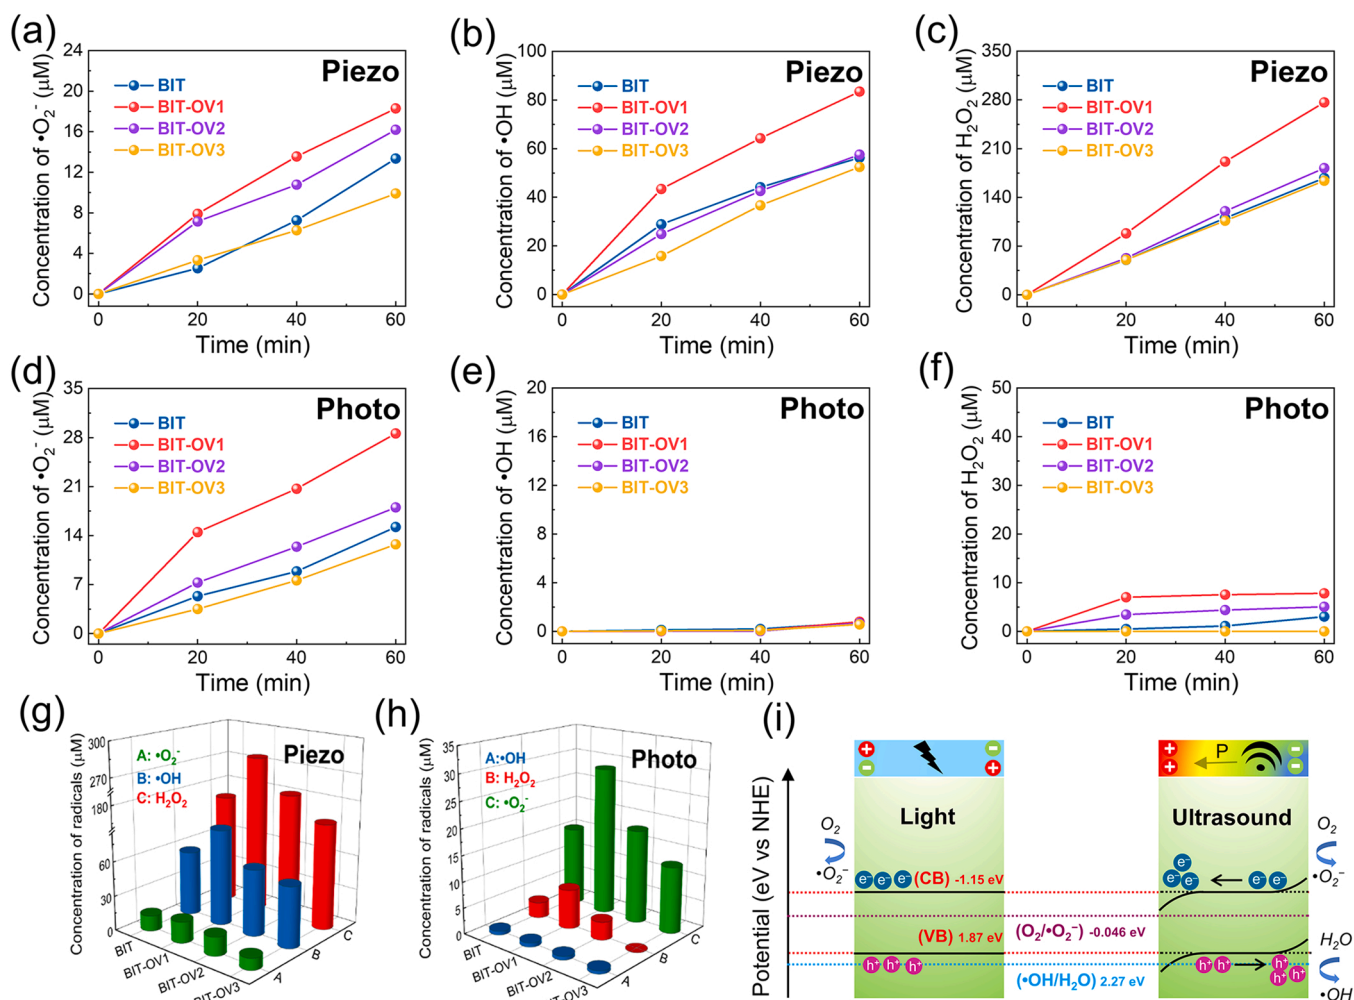 (a)
Piezo
BIT
BIT-OV1
BIT-OV2
BIT-OV3
Concentration of •O₂⁻ (μM)
24
20
16
12
8
4
0
0 20 40 60
Time (min)
(b)
Piezo
BIT
BIT-OV1
BIT-OV2
BIT-OV3
Concentration of •OH (μM)
100
80
60
40
20
0
0 20 40 60
Time (min)
(c)
Piezo
BIT
BIT-OV1
BIT-OV2
BIT-OV3
Concentration of H₂O₂ (μM)
350
280
210
140
70
0
0 20 40 60
Time (min)
(d)
Photo
BIT
BIT-OV1
BIT-OV2
BIT-OV3
Concentration of •O₂⁻ (μM)
35
28
21
14
7
0
0 20 40 60
Time (min)
(e)
Photo
BIT
BIT-OV1
BIT-OV2
BIT-OV3
Concentration of •OH (μM)
20
16
12
8
4
0
0 20 40 60
Time (min)
(f)
Photo
BIT
BIT-OV1
BIT-OV2
BIT-OV3
Concentration of H₂O₂ (μM)
50
40
30
20
10
0
0 20 40 60
Time (min)
(g)
Piezo
A: •O₂⁻
B: •OH
C: H₂O₂
Concentration of radicals (μM)
300
270
180
60
30
0
BIT
BIT-OV1
BIT-OV2
BIT-OV3
A
B
C
(h)
Photo
A:•OH
B: H₂O₂
C: •O₂⁻
Concentration of radicals (μM)
35
30
25
20
15
10
5
0
BIT
BIT-OV1
BIT-OV2
BIT-OV3
A
B
C
(i)
Potential (eV vs NHE)
+ − − +
Light
O₂
•O₂⁻
e⁻ e⁻ e⁻ (CB) -1.15 eV
(VB) 1.87 eV
h⁺ h⁺ h⁺
(O₂/•O₂⁻) -0.046 eV
(•OH/H₂O) 2.27 eV
+ + P − −
Ultrasound
O₂
•O₂⁻
e⁻ e⁻ e⁻ e⁻ e⁻
H₂O
•OH
h⁺ h⁺ h⁺ h⁺ h⁺